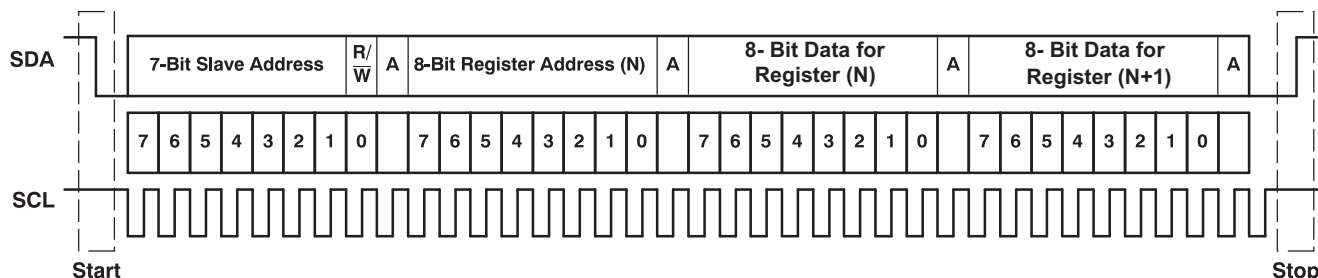 SDA
7-Bit Slave Address
R/
W
A
8-Bit Register Address (N)
A
8- Bit Data for
Register (N)
A
8- Bit Data for
Register (N+1)
A
7 6 5 4 3 2 1 0 7 6 5 4 3 2 1 0 7 6 5 4 3 2 1 0 7 6 5 4 3 2 1 0
SCL
Start
Stop